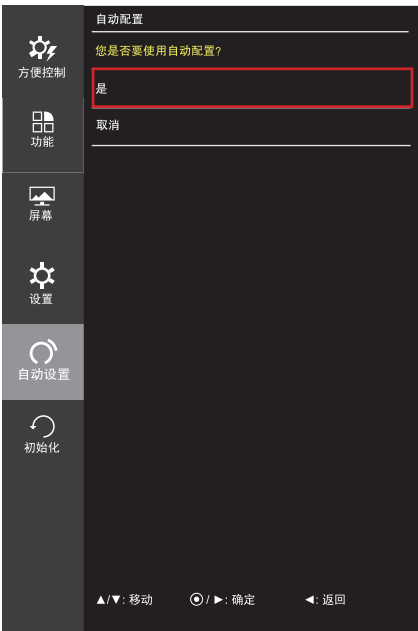 自动配置
您是否要使用自动配置?
是
取消
方便控制
功能
屏幕
设置
自动设置
初始化
▲/▼: 移动 ⦿ / ►: 确定 ◄: 返回